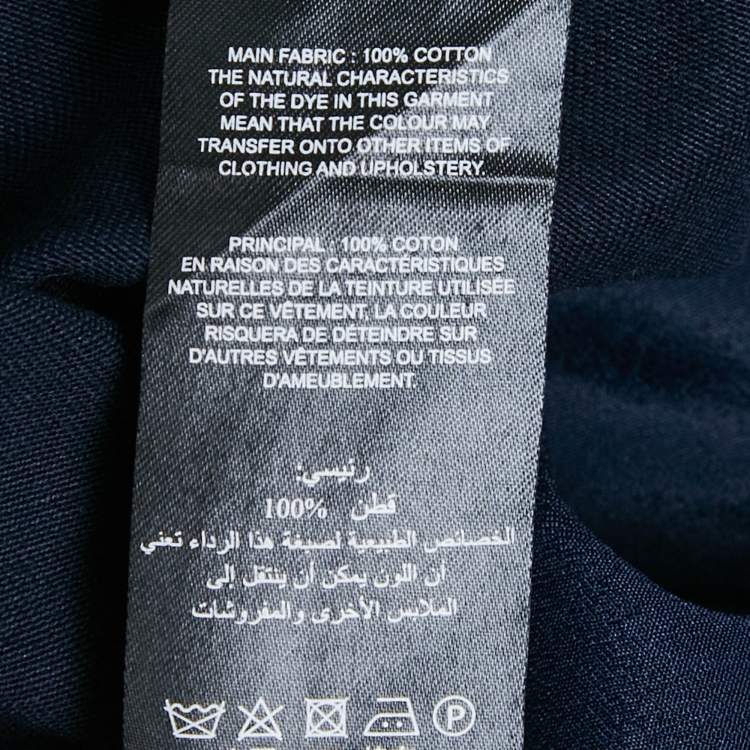 MAIN FABRIC : 100% COTTON
THE NATURAL CHARACTERISTICS
OF THE DYE IN THIS GARMENT
MEAN THAT THE COLOUR MAY
TRANSFER ONTO OTHER ITEMS OF
CLOTHING AND UPHOLSTERY.
PRINCIPAL : 100% COTON
EN RAISON DES CARACTÉRISTIQUES
NATURELLES DE LA TEINTURE UTILISÉE
SUR CE VÊTEMENT, LA COULEUR
RISQUERA DE DÉTEINDRE SUR
D'AUTRES VÊTEMENTS OU TISSUS
D'AMEUBLEMENT.
رئيسي:
قطن 100%
الخصائص الطبيعية لصبغة هذا الرداء تعني
ان اللون يمكن أن ينتقل الى
الملابس الأخرى والمفروشات
P